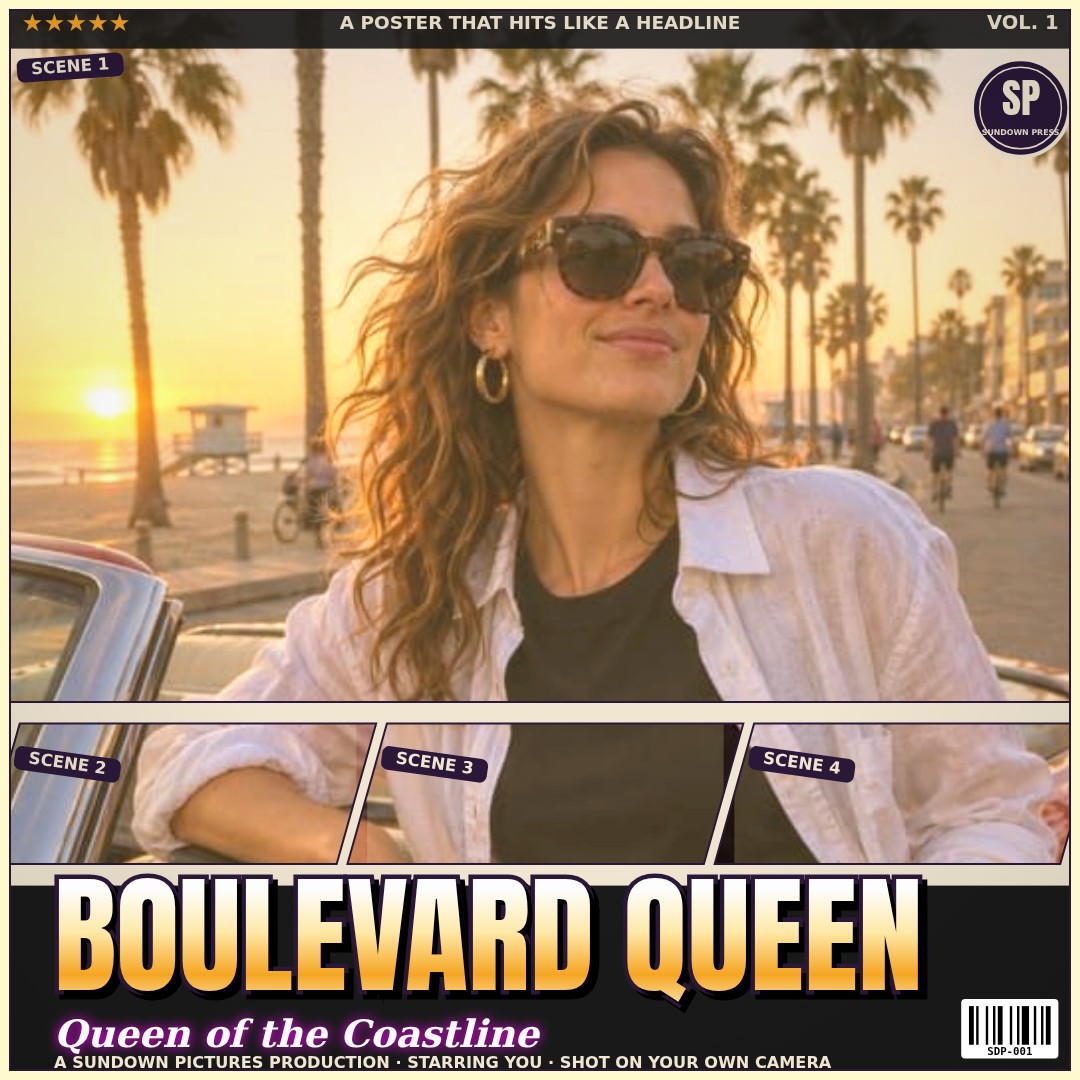 ★★★★★ A POSTER THAT HITS LIKE A HEADLINE VOL. 1
SCENE 1
SP
SUNDOWN PRESS
SCENE 2
SCENE 3
SCENE 4
BOULEVARD QUEEN
Queen of the Coastline
A SUNDOWN PICTURES PRODUCTION · STARRING YOU · SHOT ON YOUR OWN CAMERA
SDP-001